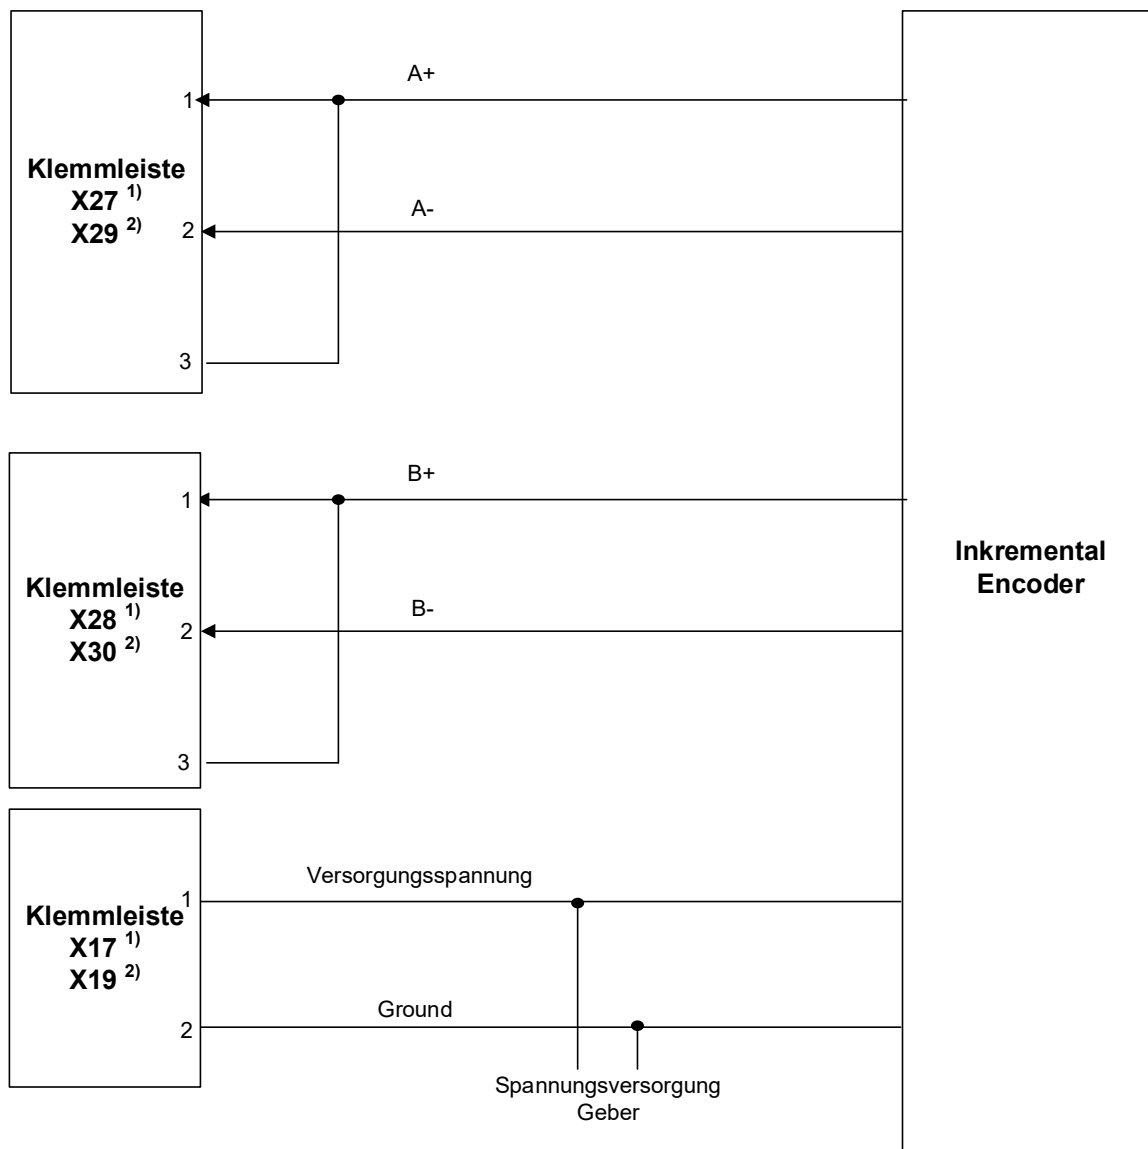 A+
1
Klemmleiste
X27 1)
X29 2)
A-
2
3
B+
1
Klemmleiste
X28 1)
X30 2)
B-
2
3
Inkremental
Encoder
Versorgungsspannung
1
Klemmleiste
X17 1)
X19 2)
Ground
2
Spannungsversorgung
Geber